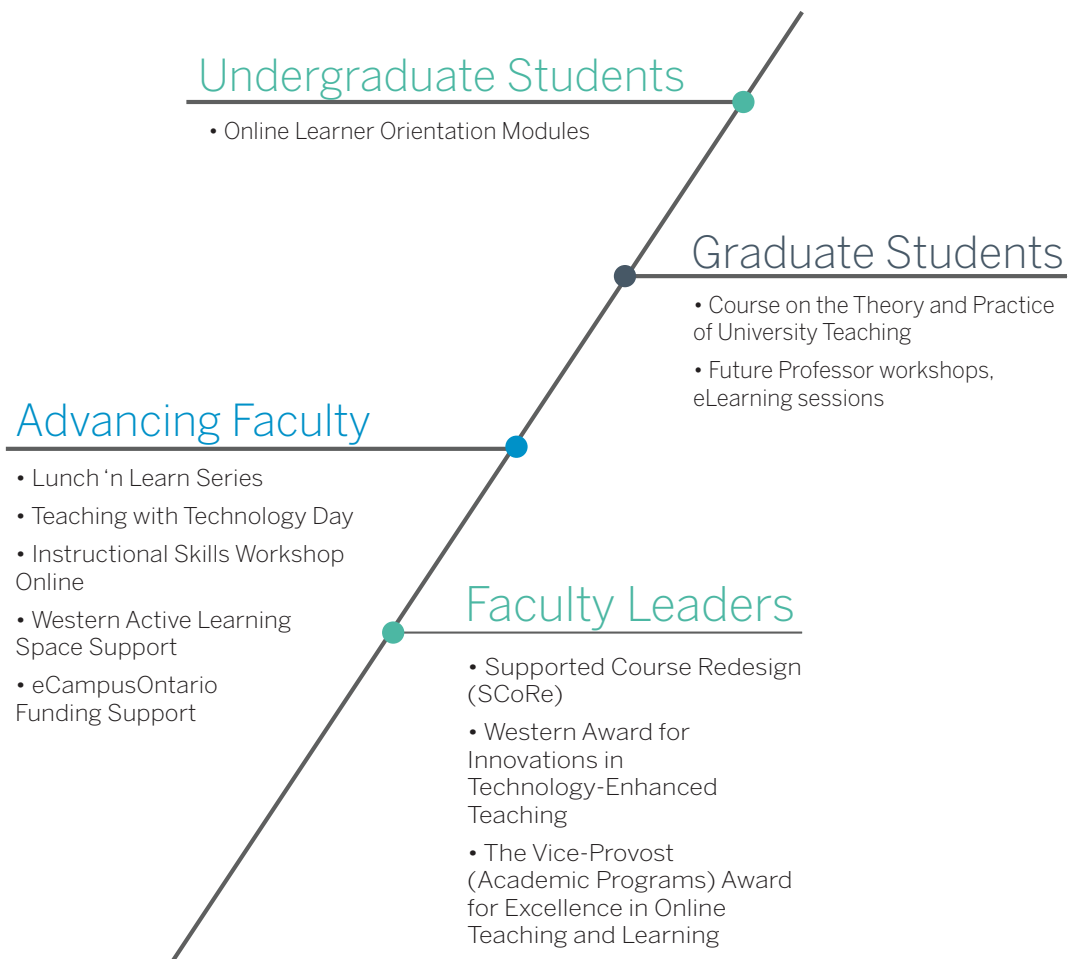 Undergraduate Students
• Online Learner Orientation Modules
Graduate Students
• Course on the Theory and Practice
of University Teaching
• Future Professor workshops,
eLearning sessions
Advancing Faculty
• Lunch ‘n Learn Series
• Teaching with Technology Day
• Instructional Skills Workshop
Online
• Western Active Learning
Space Support
• eCampusOntario
Funding Support
Faculty Leaders
• Supported Course Redesign
(SCoRe)
• Western Award for
Innovations in
Technology-Enhanced
Teaching
• The Vice-Provost
(Academic Programs) Award
for Excellence in Online
Teaching and Learning